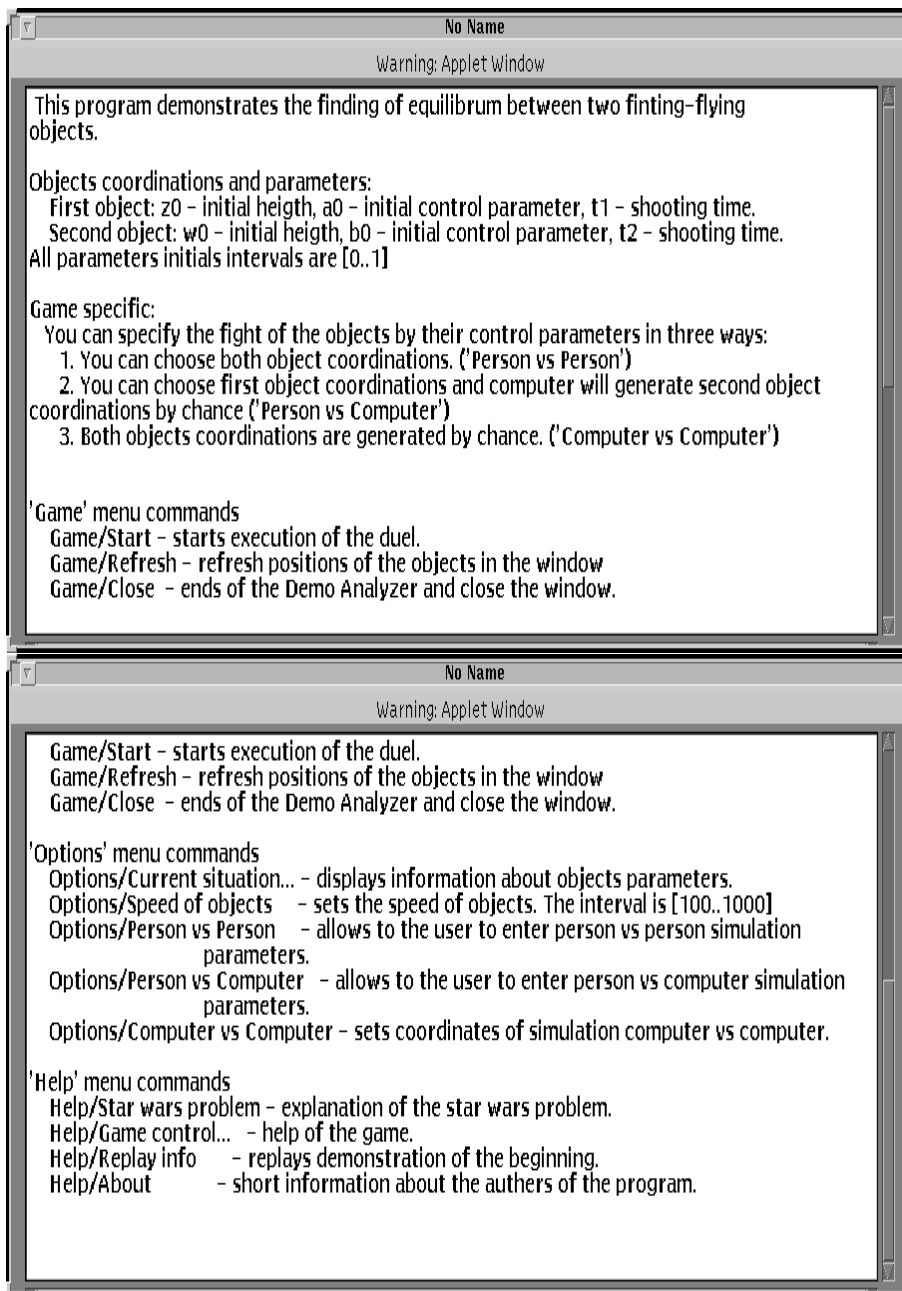 No Name
Warning: Applet Window
This program demonstrates the finding of equilibrum between two finting-flying
objects.
Objects coordinations and parameters:
First object: z0 - initial heigth, a0 - initial control parameter, t1 - shooting time.
Second object: w0 - initial heigth, b0 - initial control parameter, t2 - shooting time.
All parameters initials intervals are [0..1]
Game specific:
You can specify the fight of the objects by their control parameters in three ways:
1. You can choose both object coordinations. ('Person vs Person')
2. You can choose first object coordinations and computer will generate second object
coordinations by chance ('Person vs Computer')
3. Both objects coordinations are generated by chance. ('Computer vs Computer')
'Game' menu commands
Game/Start - starts execution of the duel.
Game/Refresh - refresh positions of the objects in the window
Game/Close - ends of the Demo Analyzer and close the window.
No Name
Warning: Applet Window
Game/Start - starts execution of the duel.
Game/Refresh - refresh positions of the objects in the window
Game/Close - ends of the Demo Analyzer and close the window.
'Options' menu commands
Options/Current situation... - displays information about objects parameters.
Options/Speed of objects - sets the speed of objects. The interval is [100..1000]
Options/Person vs Person - allows to the user to enter person vs person simulation
parameters.
Options/Person vs Computer - allows to the user to enter person vs computer simulation
parameters.
Options/Computer vs Computer - sets coordinates of simulation computer vs computer.
'Help' menu commands
Help/Star wars problem - explanation of the star wars problem.
Help/Game control... - help of the game.
Help/Replay info - replays demonstration of the beginning.
Help/About - short information about the authers of the program.